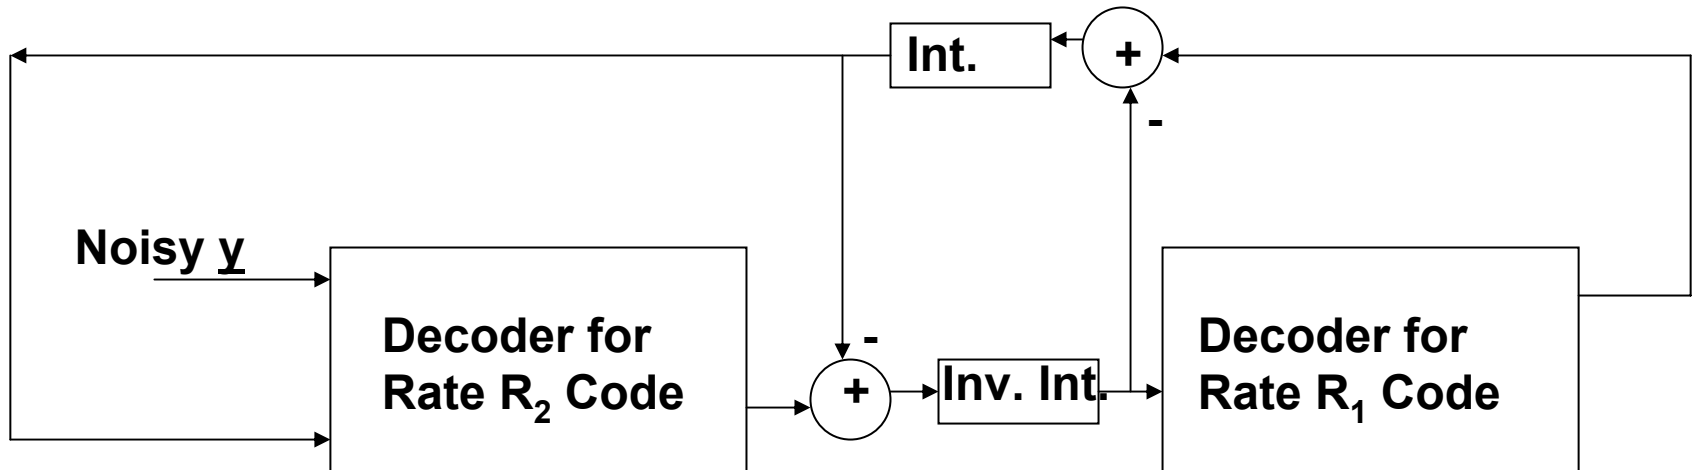 Int.
+
-
Noisy y
Decoder for
Rate R₂ Code
-
+
Inv. Int.
Decoder for
Rate R₁ Code